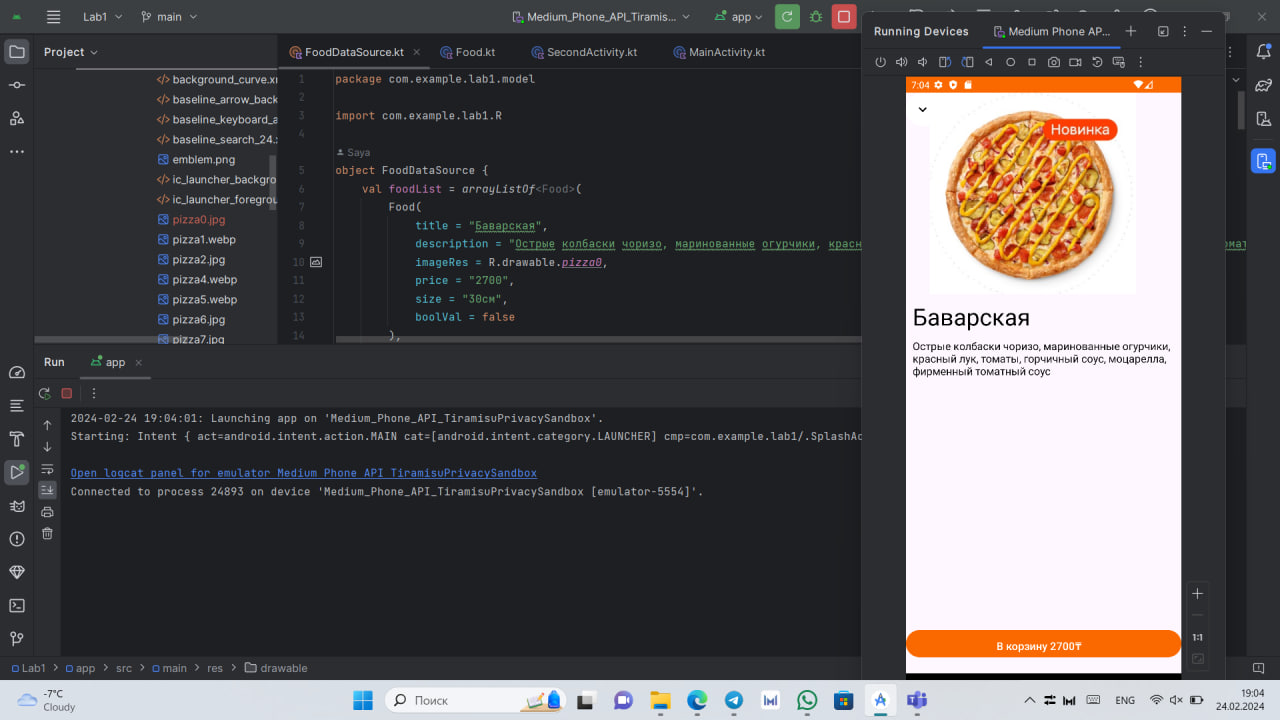 Lab1
main
Medium_Phone_API_Tiramis...
app
Project
FoodDataSource.kt
Food.kt
SecondActivity.kt
MainActivity.kt
background_curve.x
baseline_arrow_back
baseline_keyboard_a
baseline_search_24.
emblem.png
ic_launcher_backgro
ic_launcher_foregrou
pizza0.jpg
pizza1.webp
pizza2.jpg
pizza4.webp
pizza5.webp
pizza6.jpg
pizza7.jpg
1 package com.example.lab1.model
2
3 import com.example.lab1.R
4
Saya
5 object FoodDataSource {
6 val foodList = arrayListOf<Food>(
7 Food(
8 title = "Баварская",
9 description = "Острые колбаски чоризо, маринованные огурчики, красн
10 imageRes = R.drawable.pizza0,
11 price = "2700",
12 size = "30см",
13 boolVal = false
14 ),
Run
app
2024-02-24 19:04:01: Launching app on 'Medium_Phone_API_TiramisuPrivacySandbox'.
Starting: Intent { act=android.intent.action.MAIN cat=[android.intent.category.LAUNCHER] cmp=com.example.lab1/.SplashAc
Open logcat panel for emulator Medium Phone API TiramisuPrivacySandbox
Connected to process 24893 on device 'Medium_Phone_API_TiramisuPrivacySandbox [emulator-5554]'.
Lab1
app
src
main
res
drawable
Running Devices
Medium Phone AP...
7:04
Новинка
Баварская
Острые колбаски чоризо, маринованные огурчики,
красный лук, томаты, горчичный соус, моцарелла,
фирменный томатный соус
В корзину 2700₸
1:1
-7°C
Cloudy
Поиск
ENG
19:04
24.02.2024